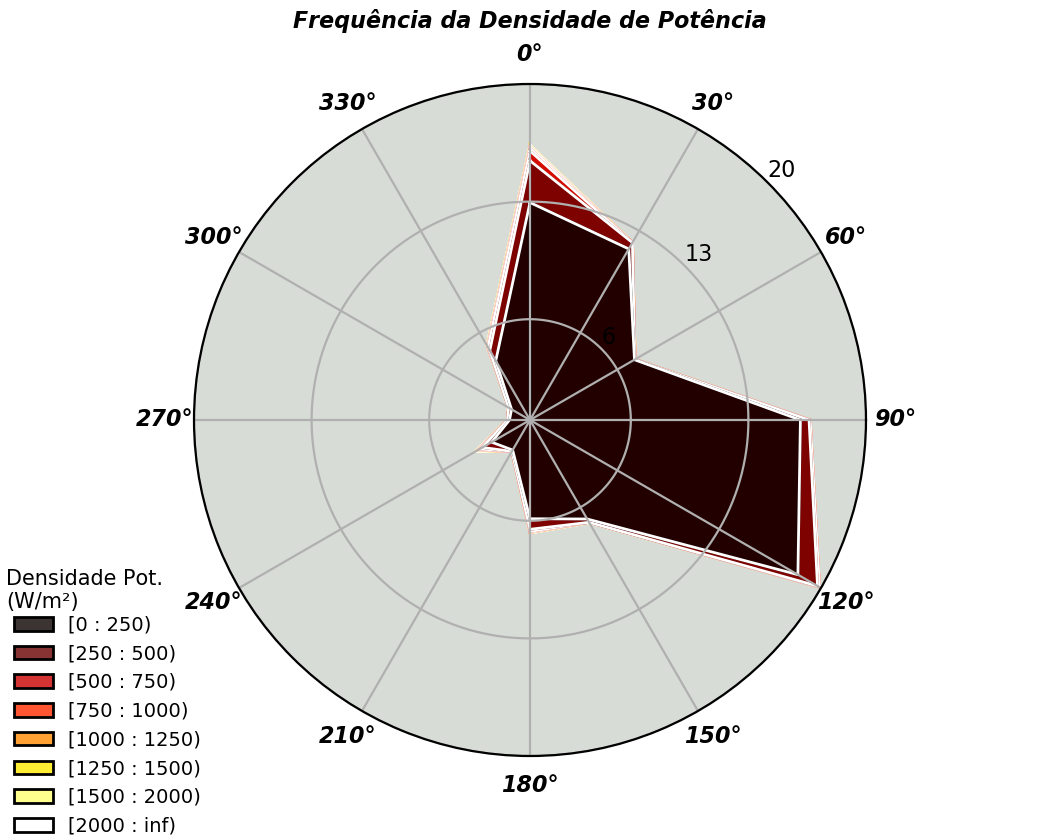 Frequência da Densidade de Potência
0°
30°
60°
90°
120°
150°
180°
210°
240°
270°
300°
330°
6
13
20
Densidade Pot.
(W/m²)
[0 : 250)
[250 : 500)
[500 : 750)
[750 : 1000)
[1000 : 1250)
[1250 : 1500)
[1500 : 2000)
[2000 : inf)